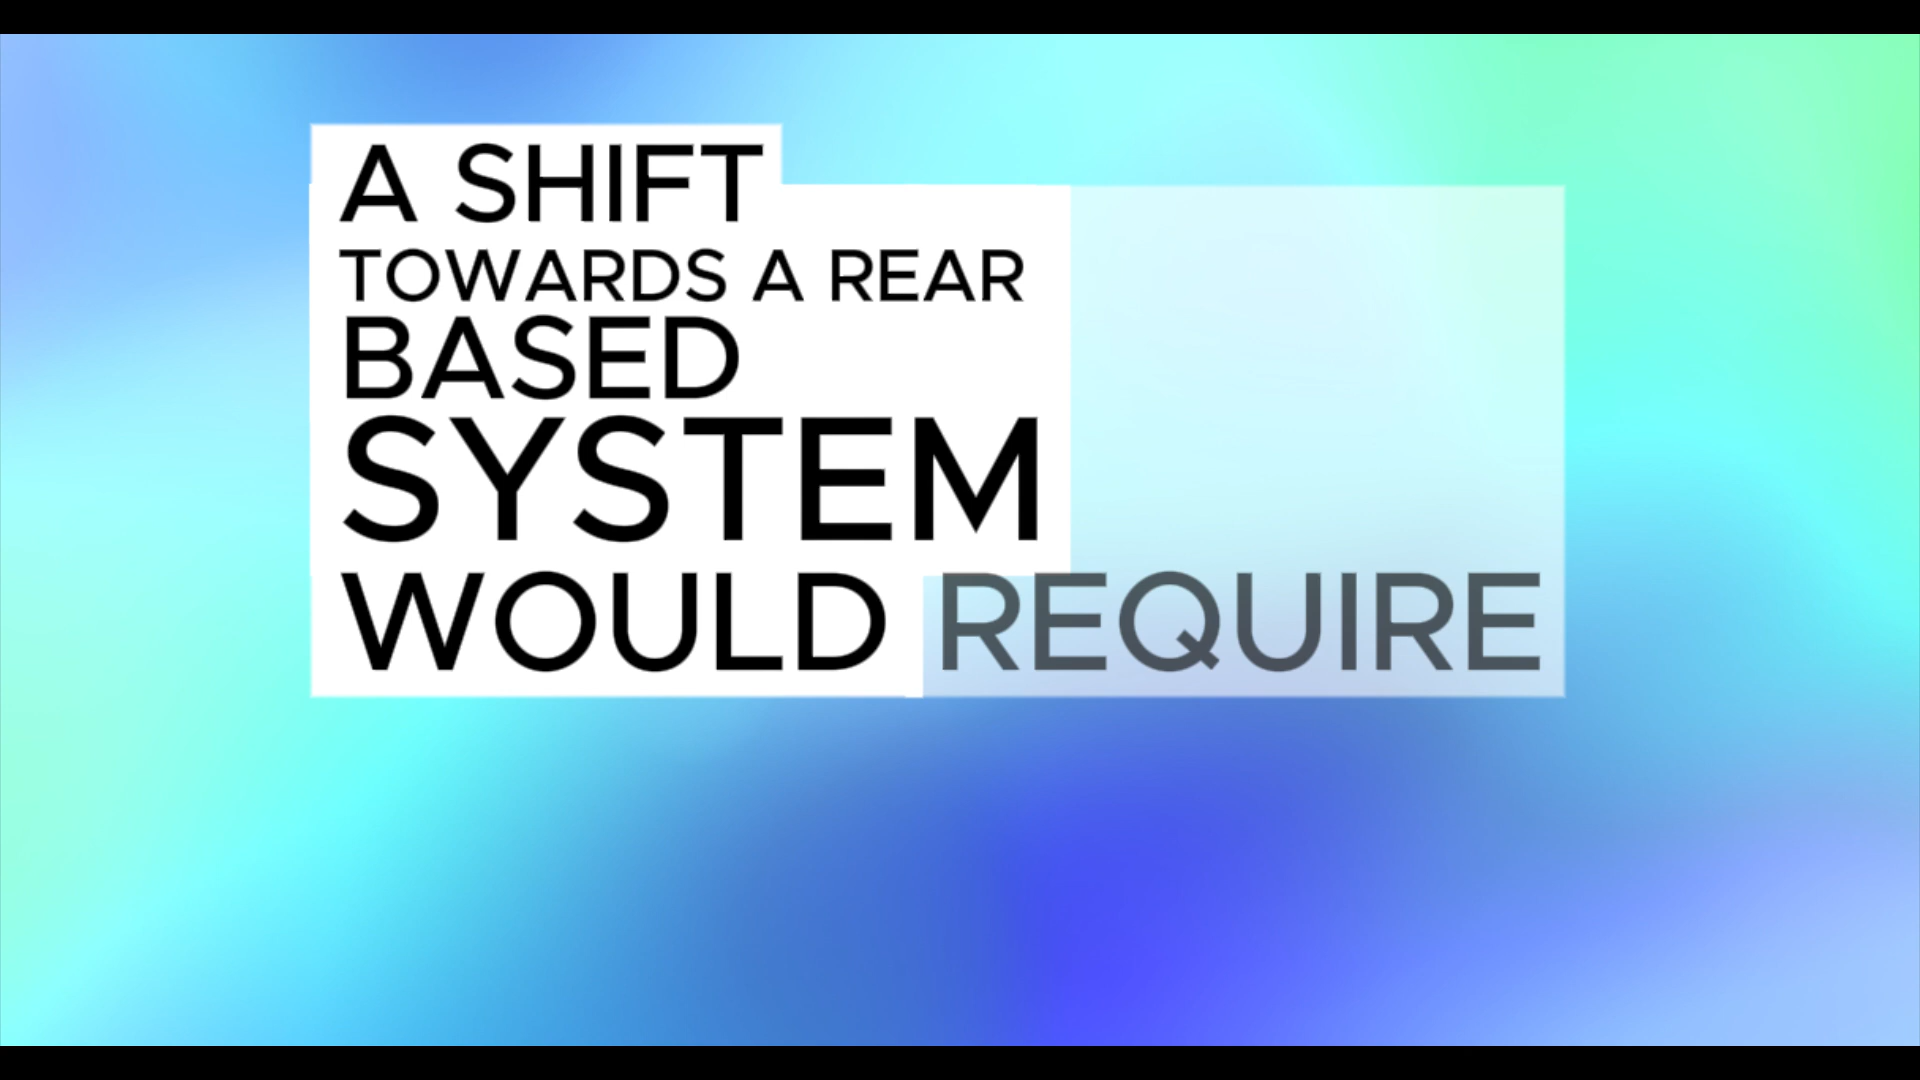 A SHIFT
TOWARDS A REAR
BASED
SYSTEM
WOULD REQUIRE